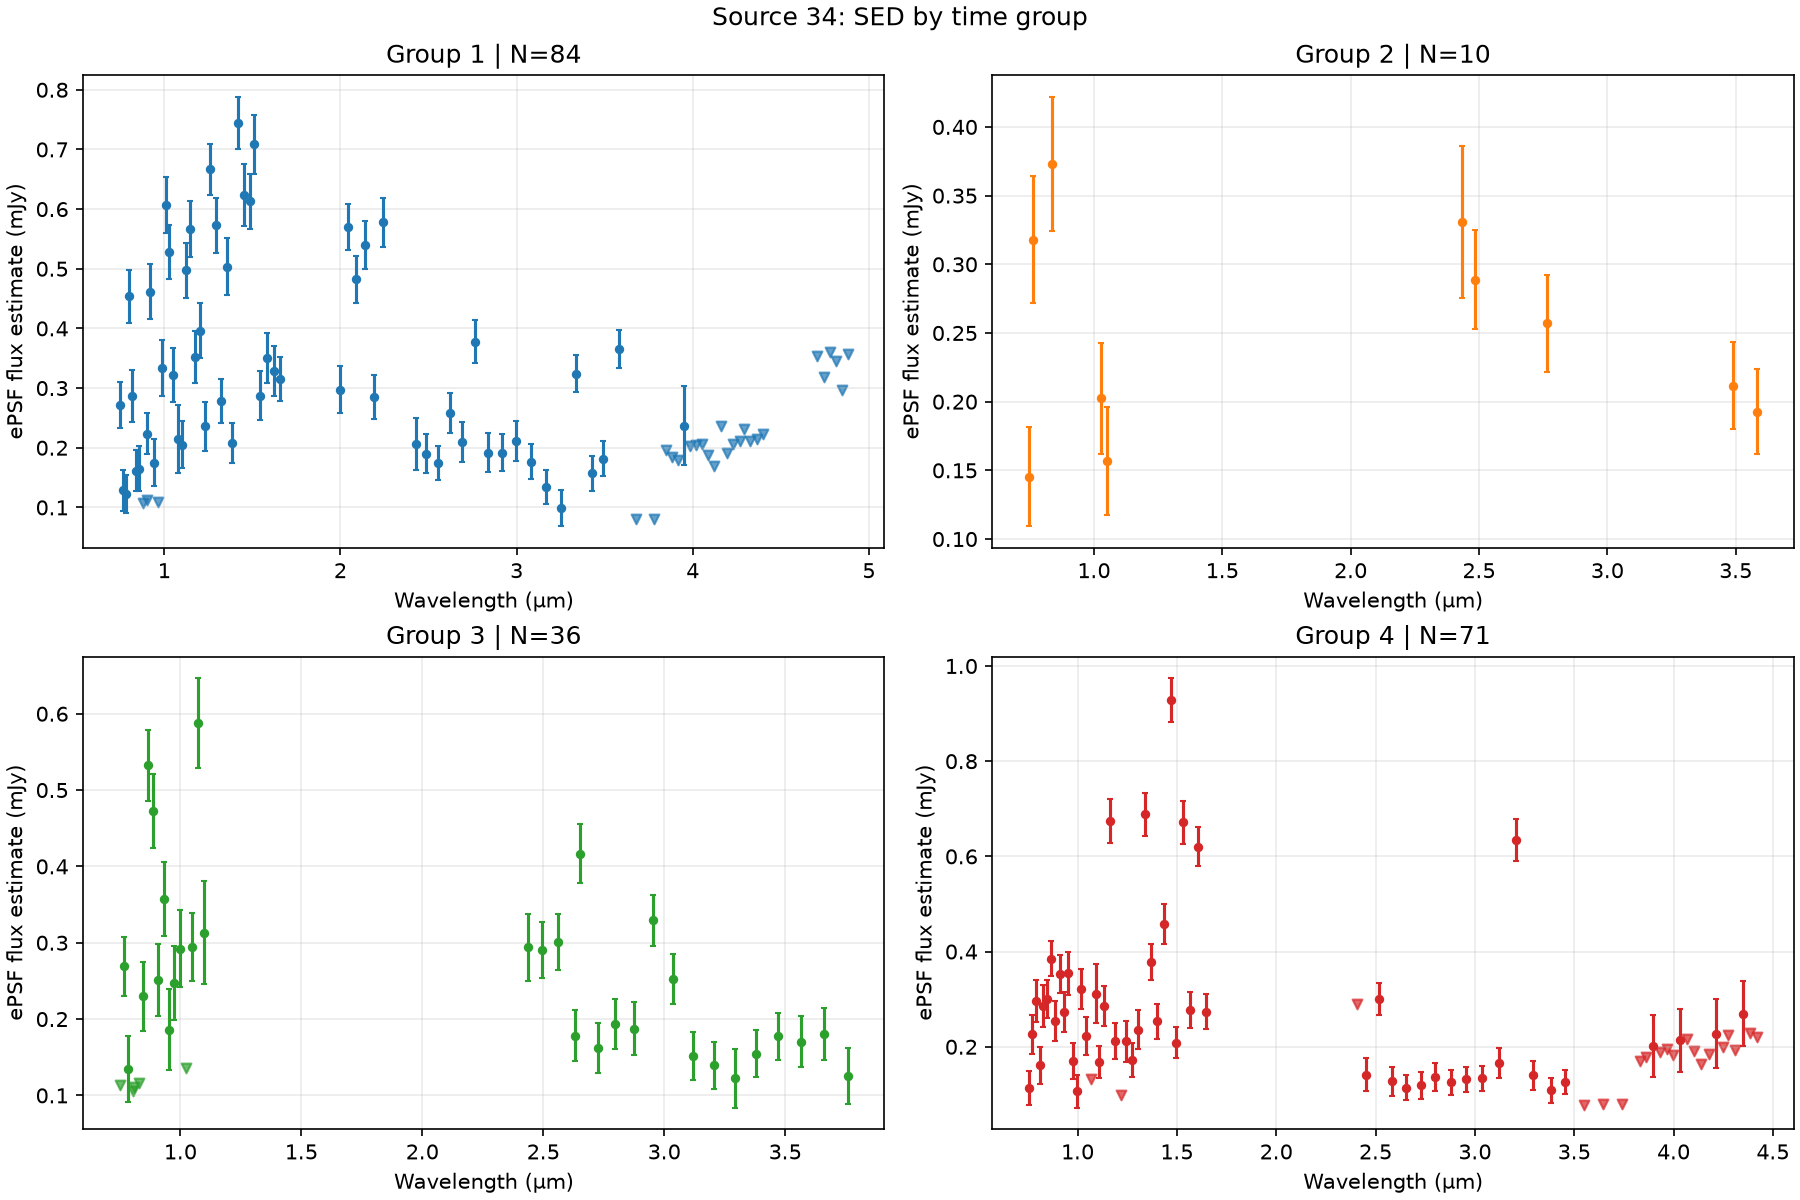 Source 34: SED by time group
Group 1 | N=84
0.8
0.7
0.6
0.5
0.4
0.3
0.2
0.1
ePSF flux estimate (mJy)
1 2 3 4 5
Wavelength (µm)
Group 2 | N=10
0.40
0.35
0.30
0.25
0.20
0.15
0.10
ePSF flux estimate (mJy)
1.0 1.5 2.0 2.5 3.0 3.5
Wavelength (µm)
Group 3 | N=36
0.6
0.5
0.4
0.3
0.2
0.1
ePSF flux estimate (mJy)
1.0 1.5 2.0 2.5 3.0 3.5
Wavelength (µm)
Group 4 | N=71
1.0
0.8
0.6
0.4
0.2
ePSF flux estimate (mJy)
1.0 1.5 2.0 2.5 3.0 3.5 4.0 4.5
Wavelength (µm)